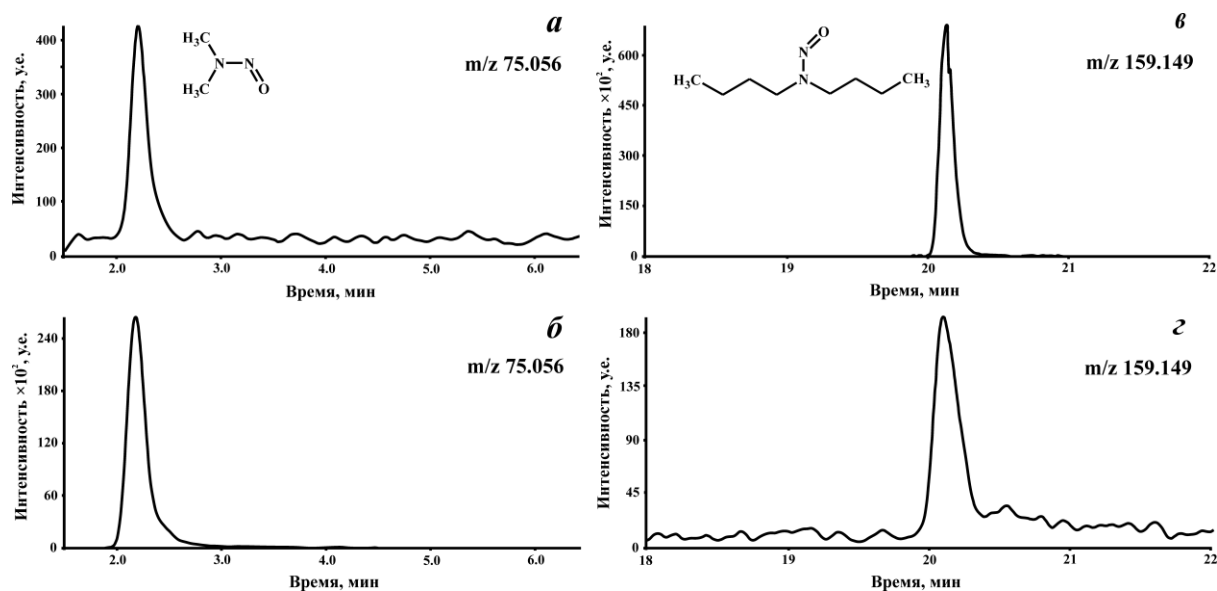 а
m/z 75.056
Интенсивность, у.е.
400
300
200
100
0
2.0 3.0 4.0 5.0 6.0
Время, мин
H₃C
N N
H₃C O
в
m/z 159.149
Интенсивность ×10², у.е.
600
450
300
150
0
18 19 20 21 22
Время, мин
O
N
H₃C N CH₃
б
m/z 75.056
Интенсивность ×10², у.е.
240
180
120
60
0
2.0 3.0 4.0 5.0 6.0
Время, мин
г
m/z 159.149
Интенсивность, у.е.
180
135
90
45
0
18 19 20 21 22
Время, мин